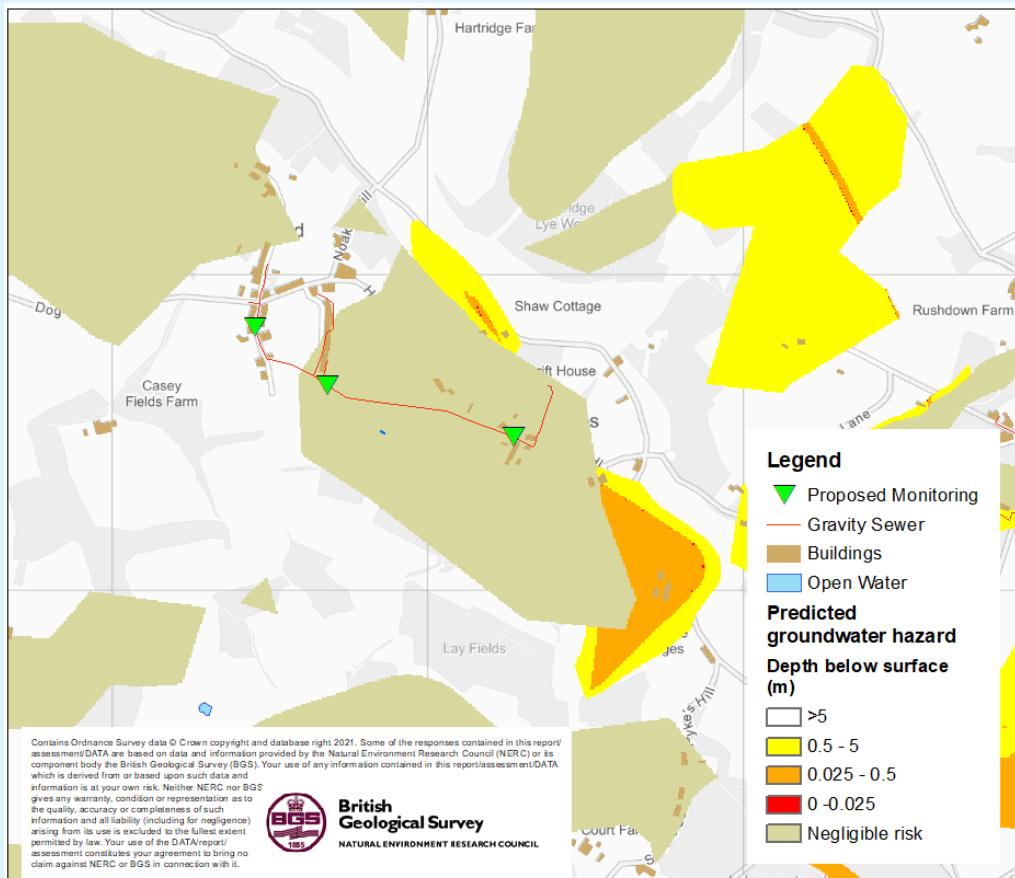 Hartridge Far
ridge
Lye Wo
ill
Noak
d
H
Dog
Shaw Cottage
Rushdown Farm
rift House
Casey
Fields Farm
S
Lane
Legend
Proposed Monitoring
Gravity Sewer
Buildings
Open Water
Predicted
groundwater hazard
Depth below surface
(m)
>5
0.5 - 5
0.025 - 0.5
0 -0.025
Negligible risk
Lay Fields
ges
yke's Hill
Court Fa
S
Contains Ordnance Survey data © Crown copyright and database right 2021. Some of the responses contained in this report/
assessment/DATA are based on data and information provided by the Natural Environment Research Council (NERC) or its
component body the British Geological Survey (BGS). Your use of any information contained in this report/assessment/DATA
which is derived from or based upon such data and
information is at your own risk. Neither NERC nor BGS
gives any warranty, condition or representation as to
the quality, accuracy or completeness of such
information and all liability (including for negligence)
arising from its use is excluded to the fullest extent
permitted by law. Your use of the DATA/report/
assessment constitutes your agreement to bring no
claim against NERC or BGS in connection with it.
BGS
1835
British
Geological Survey
NATURAL ENVIRONMENT RESEARCH COUNCIL